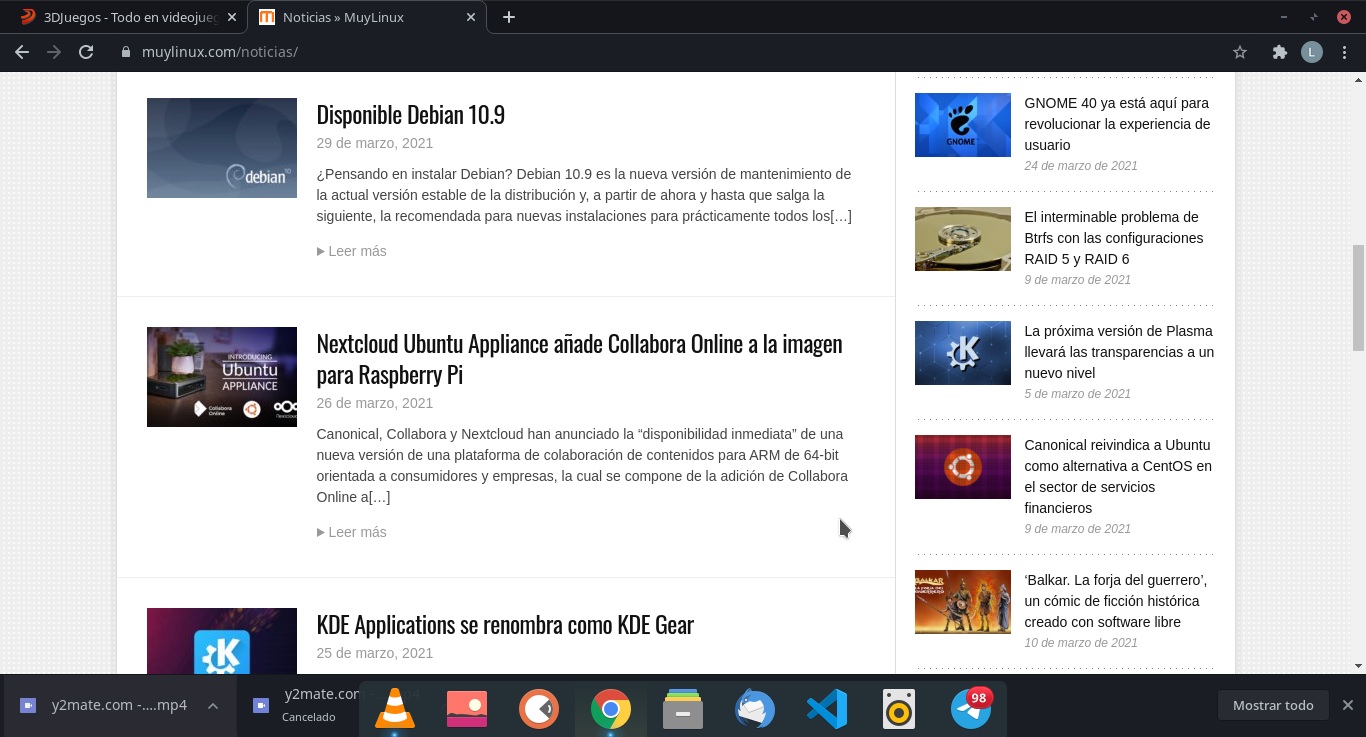 3DJuegos - Todo en videojueg
Noticias » MuyLinux
muylinux.com/noticias/
L
debian 10
Disponible Debian 10.9
29 de marzo, 2021
¿Pensando en instalar Debian? Debian 10.9 es la nueva versión de mantenimiento de
la actual versión estable de la distribución y, a partir de ahora y hasta que salga la
siguiente, la recomendada para nuevas instalaciones para prácticamente todos los[…]
Leer más
INTRODUCING
Ubuntu
APPLIANCE
Collabora
Online
Nextcloud Ubuntu Appliance añade Collabora Online a la imagen
para Raspberry Pi
26 de marzo, 2021
Canonical, Collabora y Nextcloud han anunciado la “disponibilidad inmediata” de una
nueva versión de una plataforma de colaboración de contenidos para ARM de 64-bit
orientada a consumidores y empresas, la cual se compone de la adición de Collabora
Online a[…]
Leer más
KDE Applications se renombra como KDE Gear
25 de marzo, 2021
GNOME
GNOME 40 ya está aquí para
revolucionar la experiencia de
usuario
24 de marzo de 2021
El interminable problema de
Btrfs con las configuraciones
RAID 5 y RAID 6
9 de marzo de 2021
La próxima versión de Plasma
llevará las transparencias a un
nuevo nivel
5 de marzo de 2021
Canonical reivindica a Ubuntu
como alternativa a CentOS en
el sector de servicios
financieros
9 de marzo de 2021
BALKAR
‘Balkar. La forja del guerrero’,
un cómic de ficción histórica
creado con software libre
10 de marzo de 2021
y2mate.com -....mp4
y2mate.com
Cancelado
98
Mostrar todo